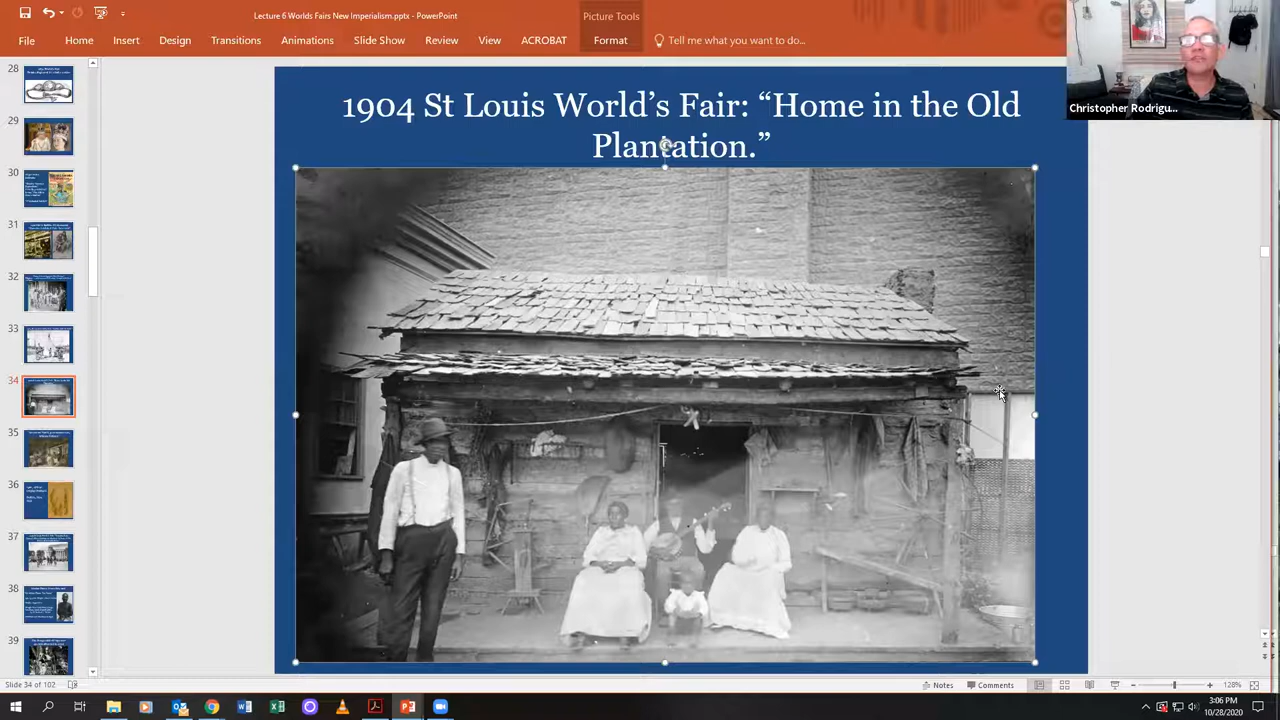 Lecture 6 Worlds Fairs New Imperialism.pptx - PowerPoint
Picture Tools
File Home Insert Design Transitions Animations Slide Show Review View ACROBAT Format Tell me what you want to do...
Christopher Rodrigu...
1904 St Louis World’s Fair: “Home in the Old
Plantation.”
28
29
30
31
32
33
34
35
36
37
38
39
Slide 34 of 102
Notes Comments 128%
3:06 PM
10/28/2020